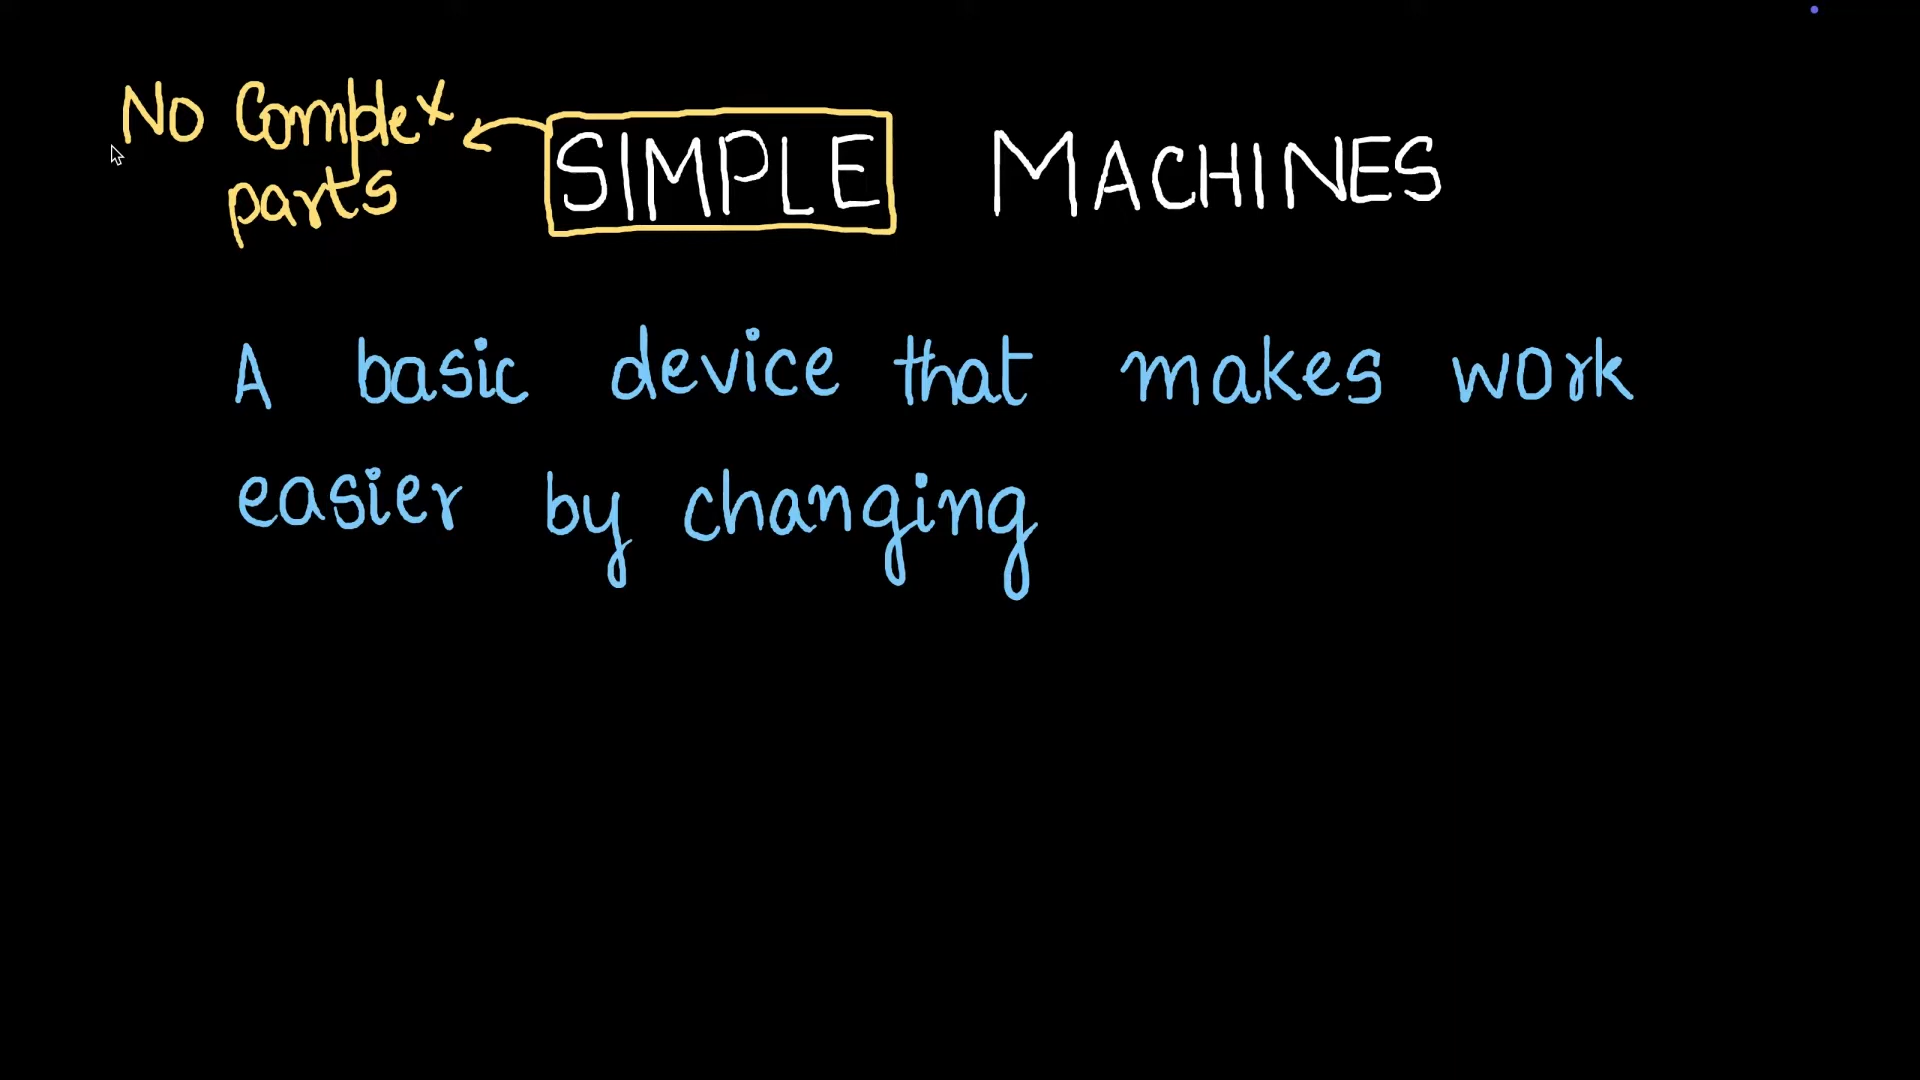 No Complex
parts
SIMPLE MACHINES
A basic device that makes work
easier by changing